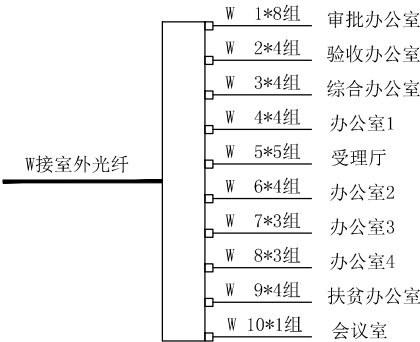 W 1*8组 审批办公室
W 2*4组 验收办公室
W 3*4组 综合办公室
W 4*4组 办公室1
W 5*5组 受理厅
W接室外光纤
W 6*4组 办公室2
W 7*3组 办公室3
W 8*3组 办公室4
W 9*4组 扶贫办公室
W 10*1组 会议室